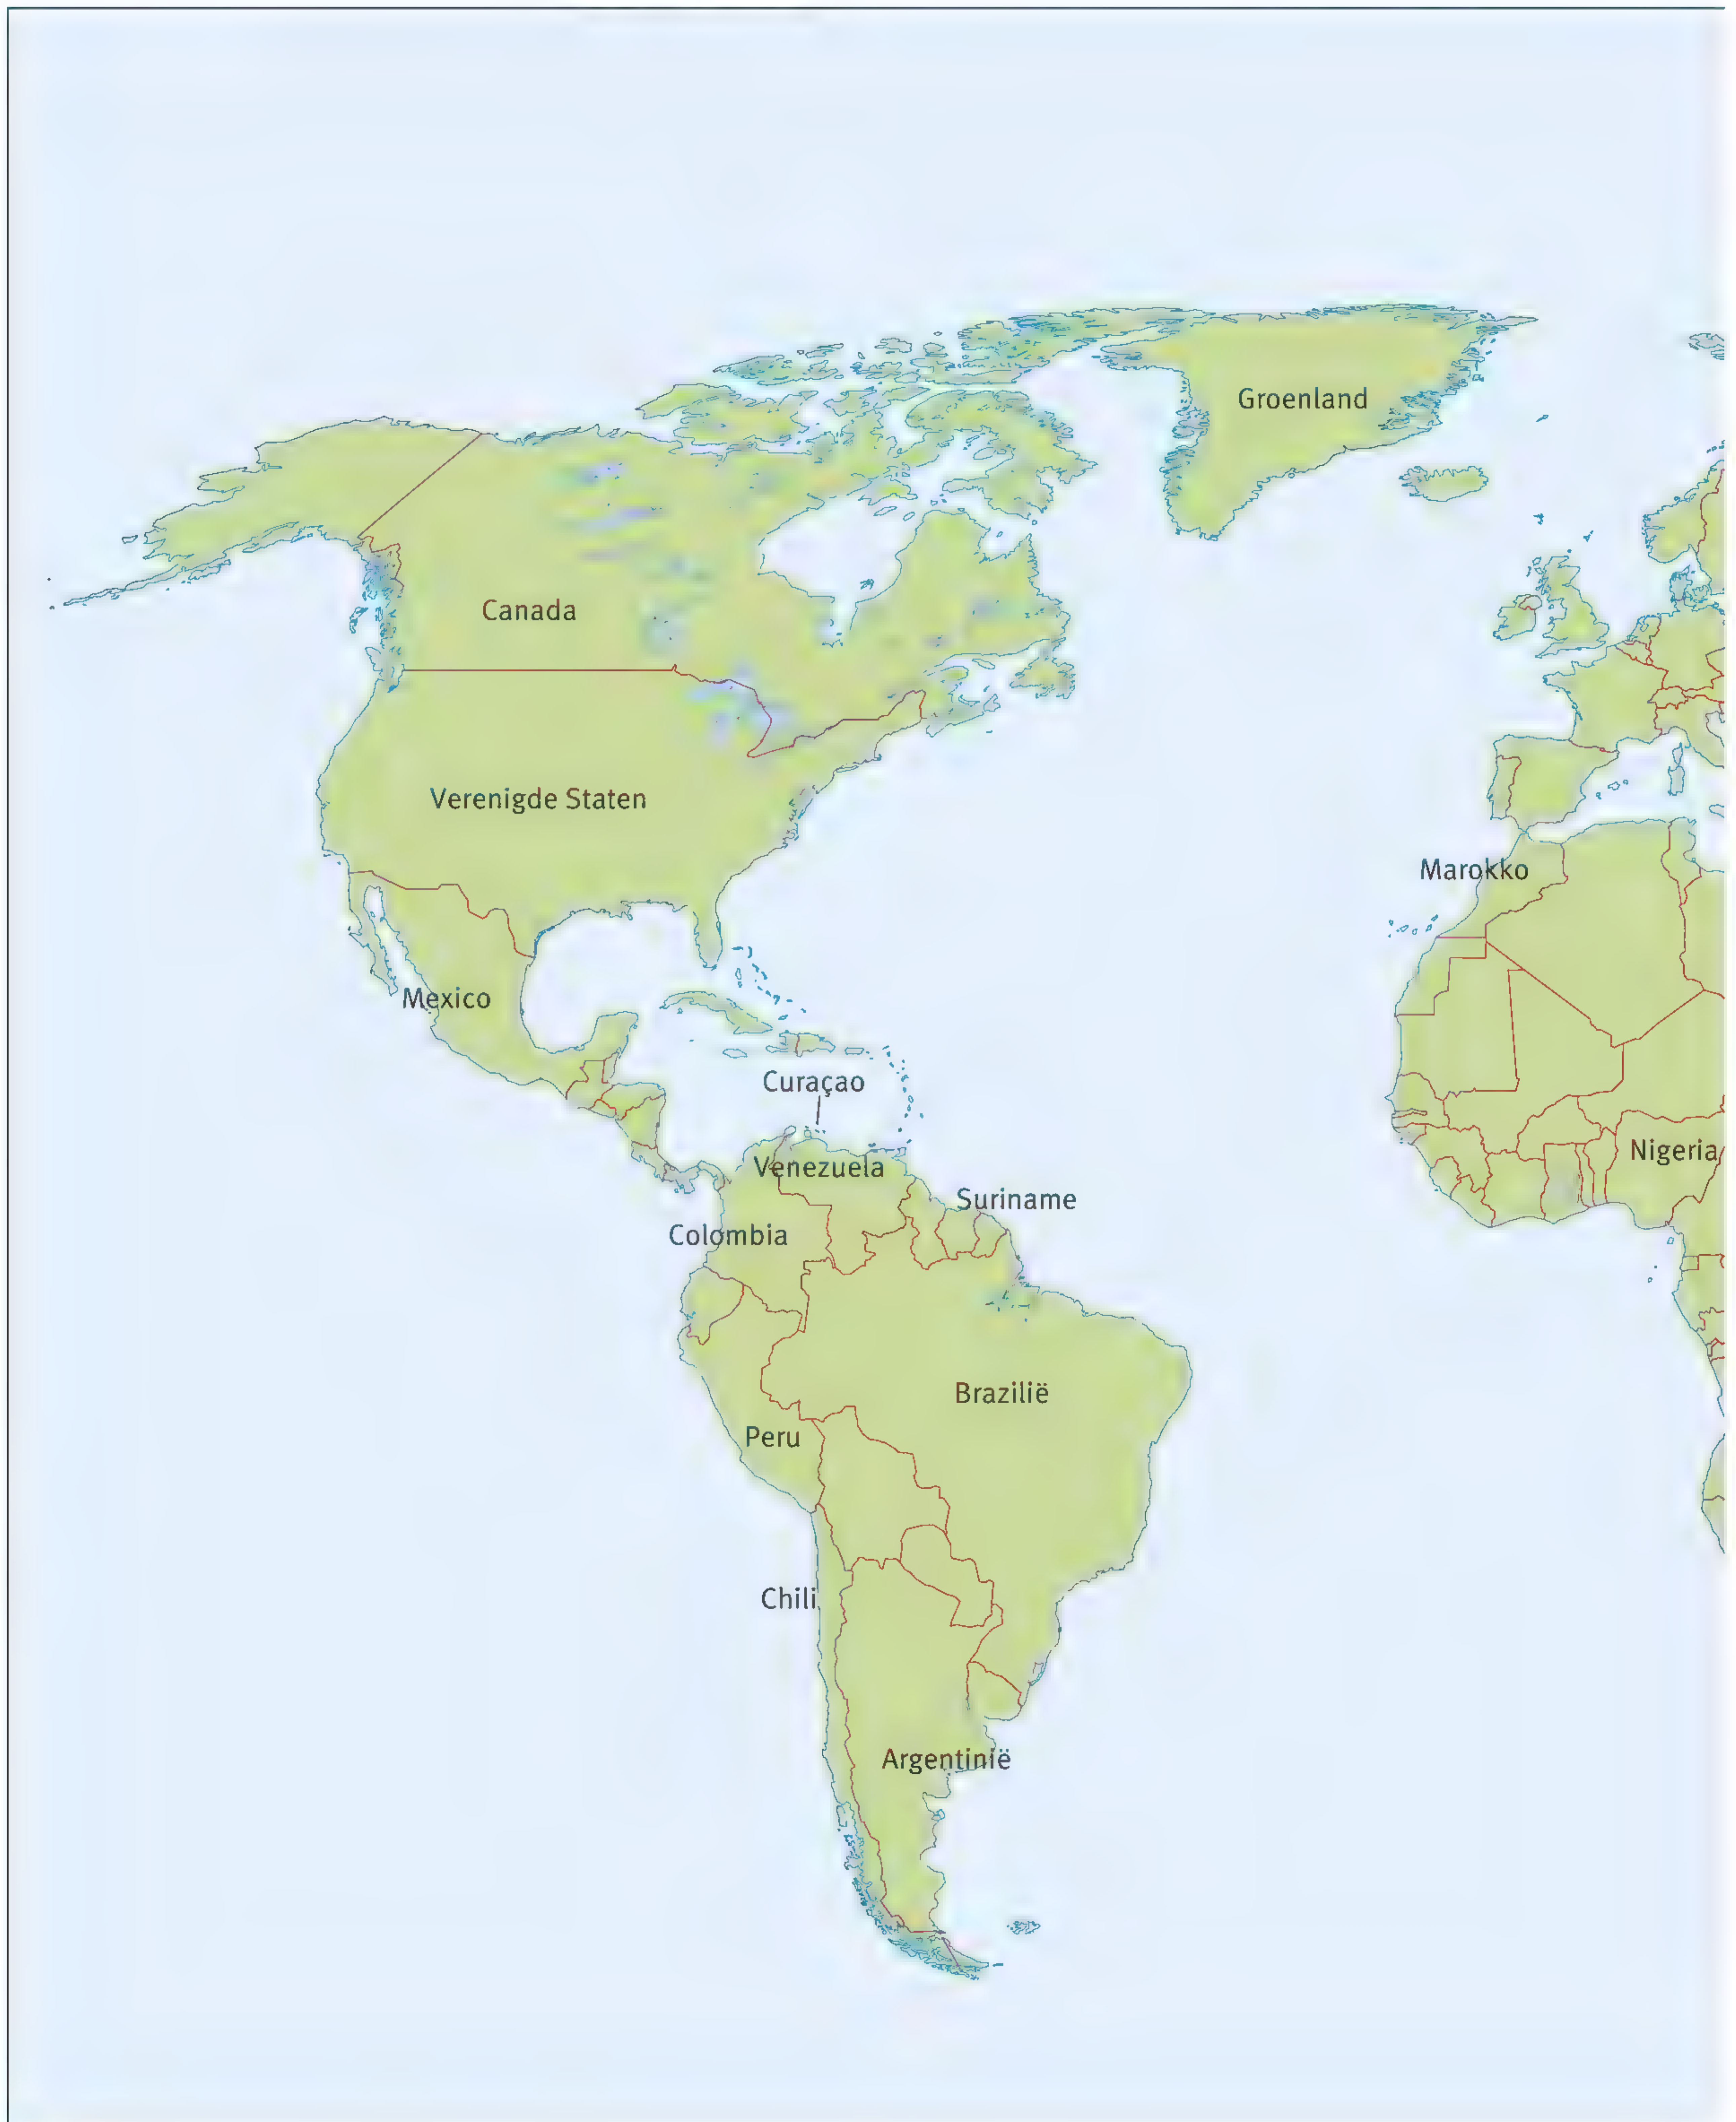 Groenland
Canada
Verenigde Staten
Marokko
Mexico
Curaçao
Nigeria
Venezuela
Suriname
Colombia
Brazilië
Peru
Chili
Argentinië